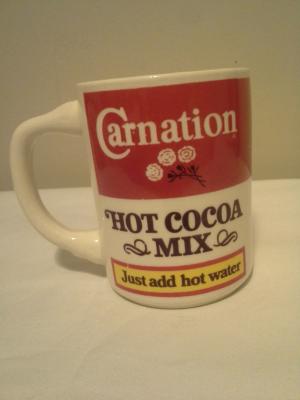 Carnation
HOT COCOA
MIX
Just add hot water